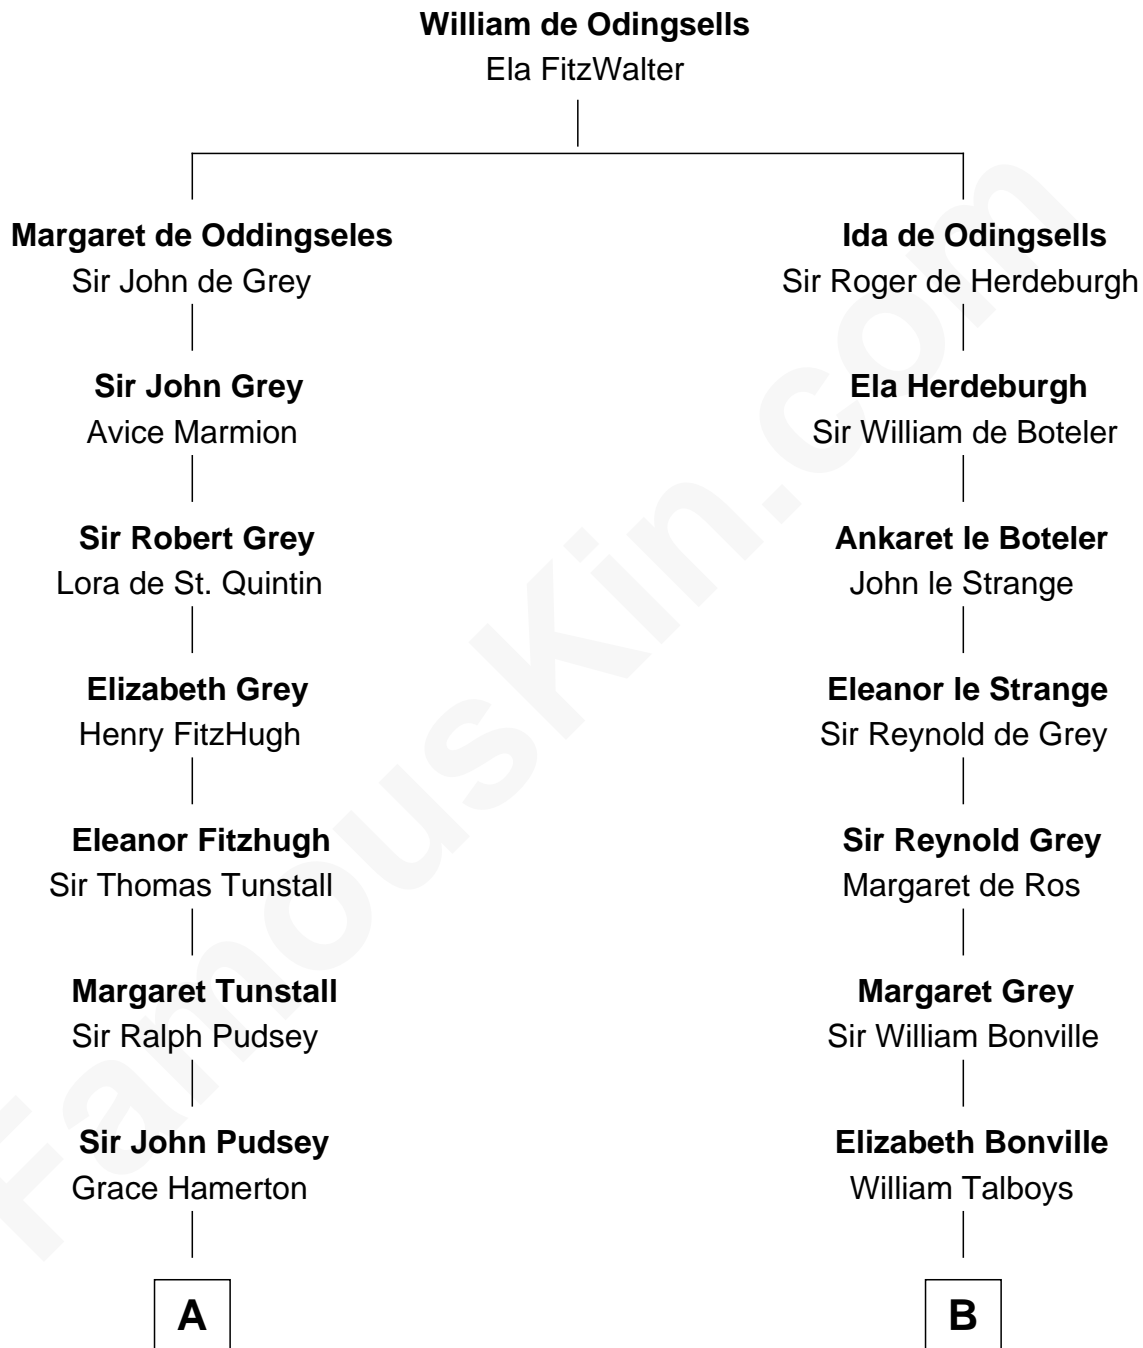 William de Odingsells
Ela FitzWalter
Margaret de Oddingseles
Sir John de Grey
Ida de Odingsells
Sir Roger de Herdeburgh
Sir John Grey
Avice Marmion
Ela Herdeburgh
Sir William de Boteler
Sir Robert Grey
Lora de St. Quintin
Ankaret le Boteler
John le Strange
Elizabeth Grey
Henry FitzHugh
Eleanor le Strange
Sir Reynold de Grey
Eleanor Fitzhugh
Sir Thomas Tunstall
Sir Reynold Grey
Margaret de Ros
Margaret Tunstall
Sir Ralph Pudsey
Margaret Grey
Sir William Bonville
Sir John Pudsey
Grace Hamerton
Elizabeth Bonville
William Talboys
A
B
FamousKin.com